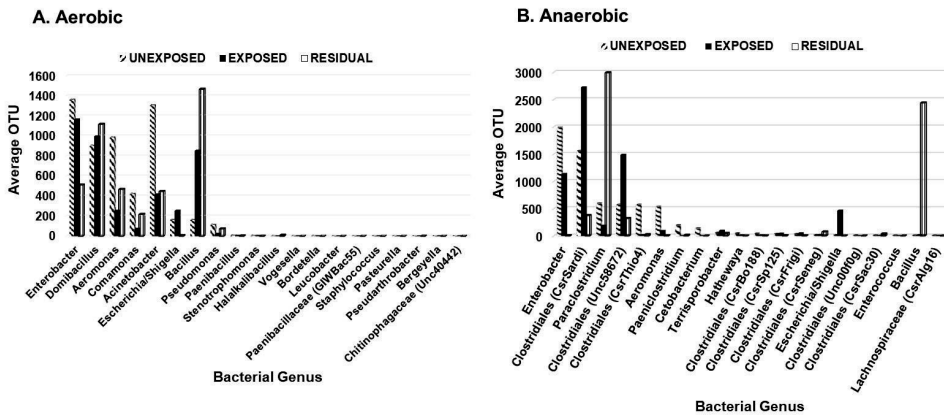 A. Aerobic
UNEXPOSED EXPOSED RESIDUAL
Average OTU
1600
1400
1200
1000
800
600
400
200
0
Enterobacter
Domibacillus
Aeromonas
Comamonas
Acinetobacter
Escherichia/Shigella
Bacillus
Pseudomonas
Paenibacillus
Stenotrophomonas
Halalkalibacillus
Vogesella
Bordetella
Leucobacter
Paenibacillaceae (GIWBac55)
Staphylococcus
Pasteurella
Pseudarthrobacter
Bergeyella
Chitinophagaceae (Unc40442)
Bacterial Genus
B. Anaerobic
UNEXPOSED EXPOSED RESIDUAL
Average OTU
3000
2500
2000
1500
1000
500
0
Enterobacter
Clostridiales (CsrSardi)
Paraclostridium
Clostridiales (Unc58672)
Clostridiales (CsrThio4)
Aeromonas
Paeniclostridium
Cetobacterium
Terrisporobacter
Hathewaya
Clostridiales (CsrBo188)
Clostridiales (CsrSp125)
Clostridiales (CsrFrigi)
Clostridiales (CsrSeneg)
Escherichia/Shigella
Clostridiales (Unc00f0g)
Clostridiales (CsrSac30)
Enterococcus
Bacillus
Lachnospiraceae (CsrAlg16)
Bacterial Genus